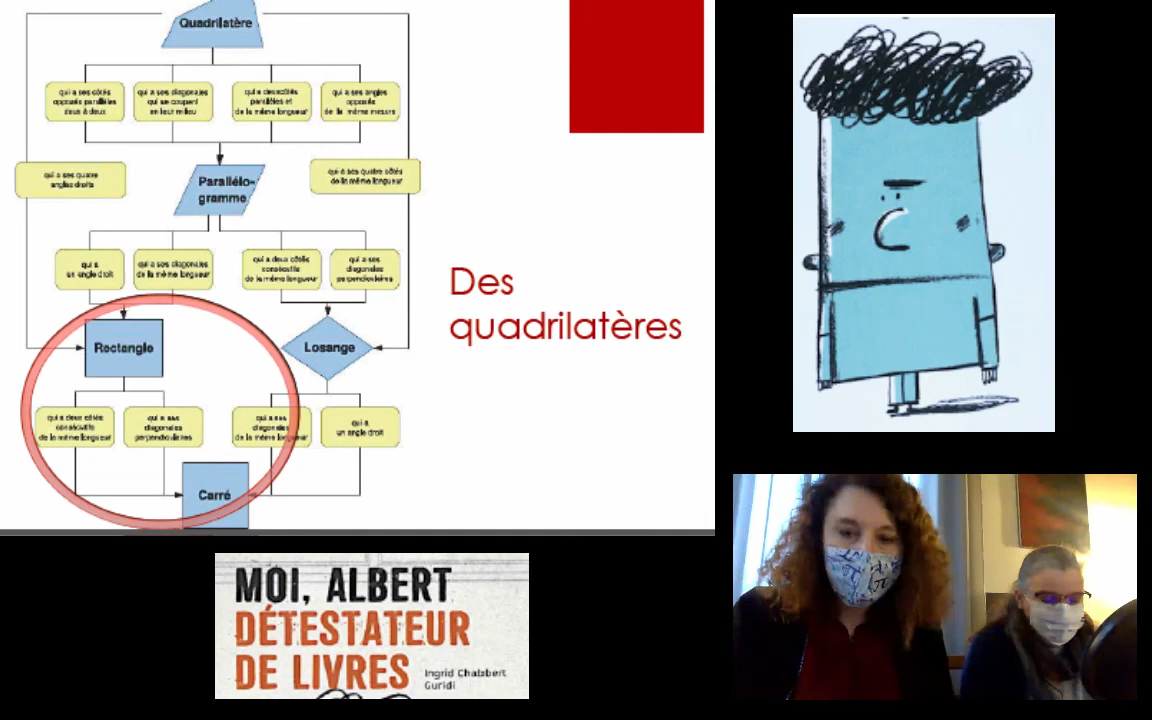 Quadrilatère
qui a ses côtés
opposés parallèles
deux à deux
qui a ses diagonales
qui se coupent
en leur milieu
qui a deux côtés
parallèles et
de la même longueur
qui a ses angles
opposés
de la même mesure
qui a ses quatre
angles droits
Parallélo-
gramme
qui a ses quatre côtés
de la même longueur
qui a
un angle droit
qui a ses diagonales
de la même longueur
qui a deux côtés
consécutifs
de la même longueur
qui a ses
diagonales
perpendiculaires
Des
quadrilatères
Rectangle
Losange
qui a deux côtés
consécutifs
de la même longueur
qui a ses
diagonales
perpendiculaires
qui a ses
diagonales
de la même longueur
qui a
un angle droit
Carré
MOI, ALBERT
DÉTESTATEUR
DE LIVRES
Ingrid Chabbert
Guridi